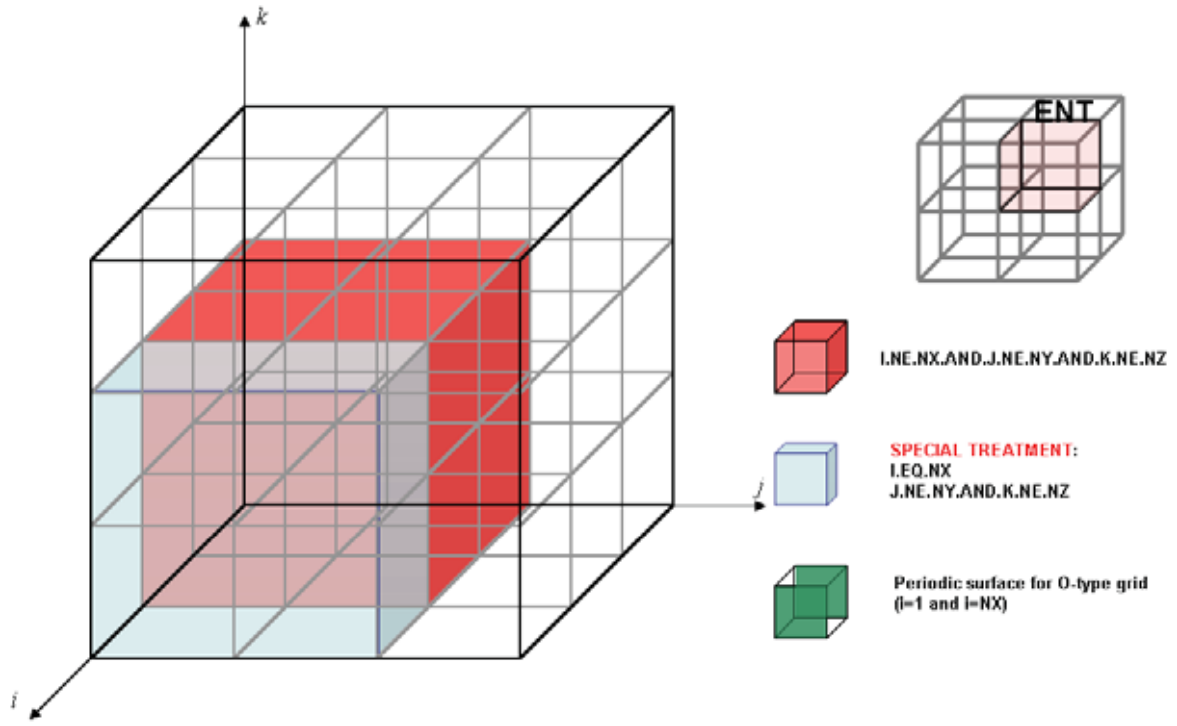 k
ENT
I.NE.NX.AND.J.NE.NY.AND.K.NE.NZ
SPECIAL TREATMENT:
I.EQ.NX
J.NE.NY.AND.K.NE.NZ
j
Periodic surface for O-type grid
(i=1 and i=NX)
i